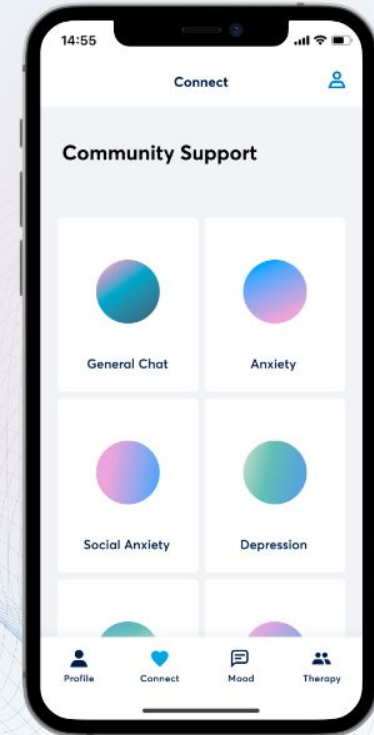 14:55
Connect
Community Support
General Chat Anxiety
Social Anxiety Depression
Profile Connect Mood Therapy